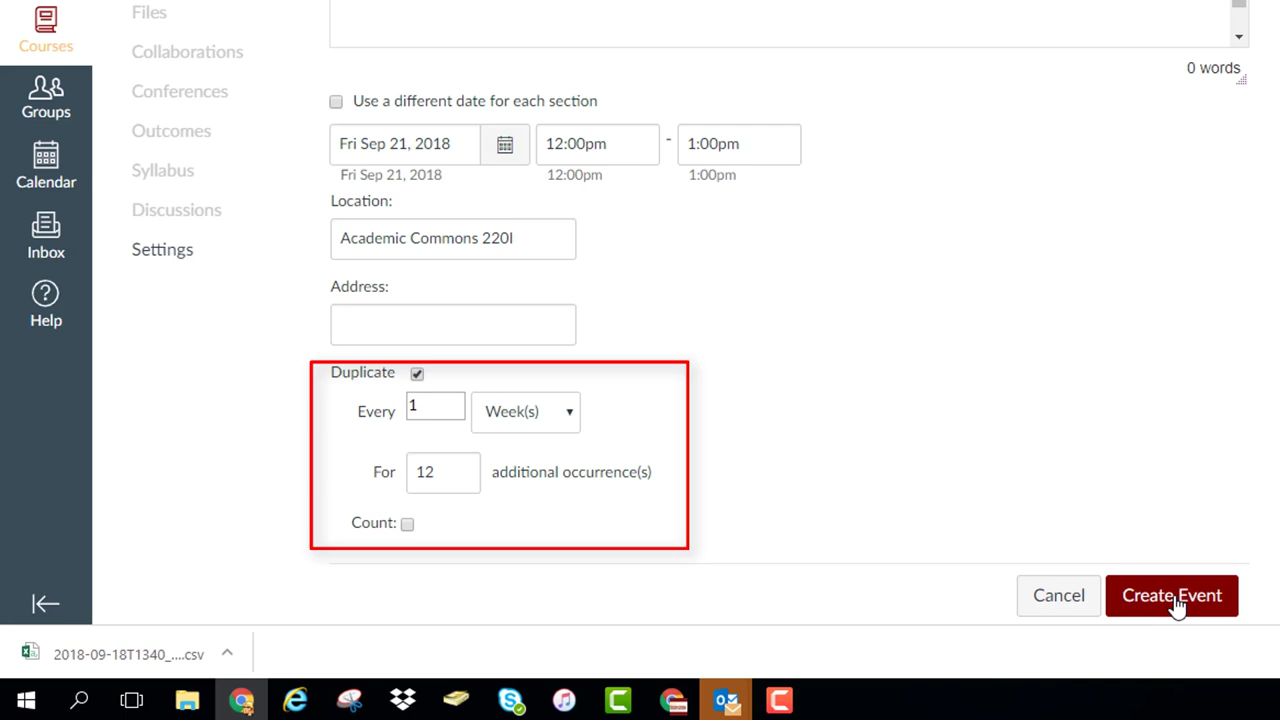 Courses
Groups
Calendar
Inbox
Help
Files
Collaborations
Conferences
Outcomes
Syllabus
Discussions
Settings
0 words
Use a different date for each section
Fri Sep 21, 2018 12:00pm - 1:00pm
Fri Sep 21, 2018 12:00pm 1:00pm
Location:
Academic Commons 220I
Address:
Duplicate
Every 1 Week(s)
For 12 additional occurrence(s)
Count:
Cancel Create Event
2018-09-18T1340_....csv